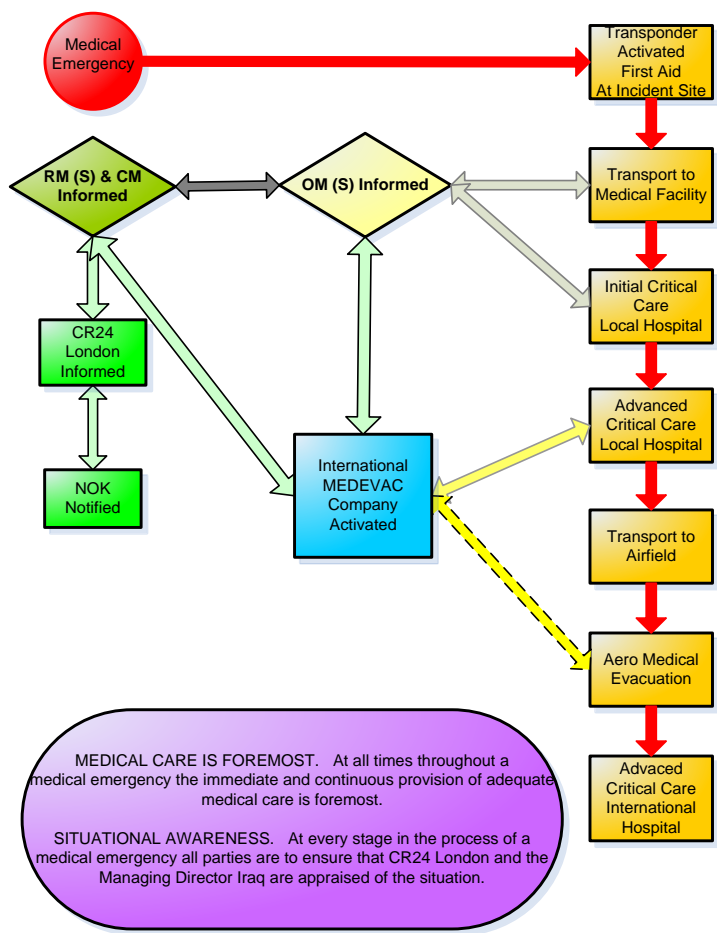 Medical
Emergency
Transponder
Activated
First Aid
At Incident Site
RM (S) & CM
Informed
OM (S) Informed
Transport to
Medical Facility
Initial Critical
Care
Local Hospital
CR24
London
Informed
Advanced
Critical Care
Local Hospital
NOK
Notified
International
MEDEVAC
Company
Activated
Transport to
Airfield
Aero Medical
Evacuation
Advaced
Critical Care
International
Hospital
MEDICAL CARE IS FOREMOST. At all times throughout a
medical emergency the immediate and continuous provision of adequate
medical care is foremost.
SITUATIONAL AWARENESS. At every stage in the process of a
medical emergency all parties are to ensure that CR24 London and the
Managing Director Iraq are appraised of the situation.